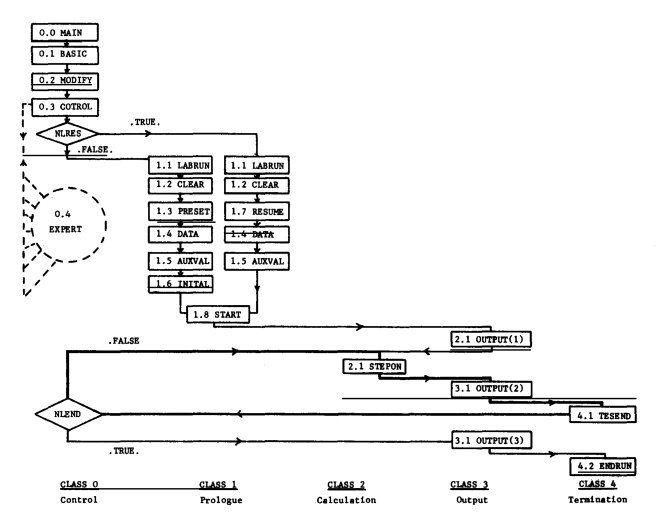 0.0 MAIN
0.1 BASIC
0.2 MODIFY
0.3 COTROL
NLRES
.TRUE.
.FALSE.
1.1 LABRUN
1.1 LABRUN
1.2 CLEAR
1.2 CLEAR
0.4
EXPERT
1.3 PRESET
1.7 RESUME
1.4 DATA
1.4 DATA
1.5 AUXVAL
1.5 AUXVAL
1.6 INITAL
1.8 START
2.1 OUTPUT(1)
.FALSE
2.1 STEPON
3.1 OUTPUT(2)
NLEND
4.1 TESEND
3.1 OUTPUT(3)
.TRUE.
4.2 ENDRUN
CLASS 0 CLASS 1 CLASS 2 CLASS 3 CLASS 4
Control Prologue Calculation Output Termination